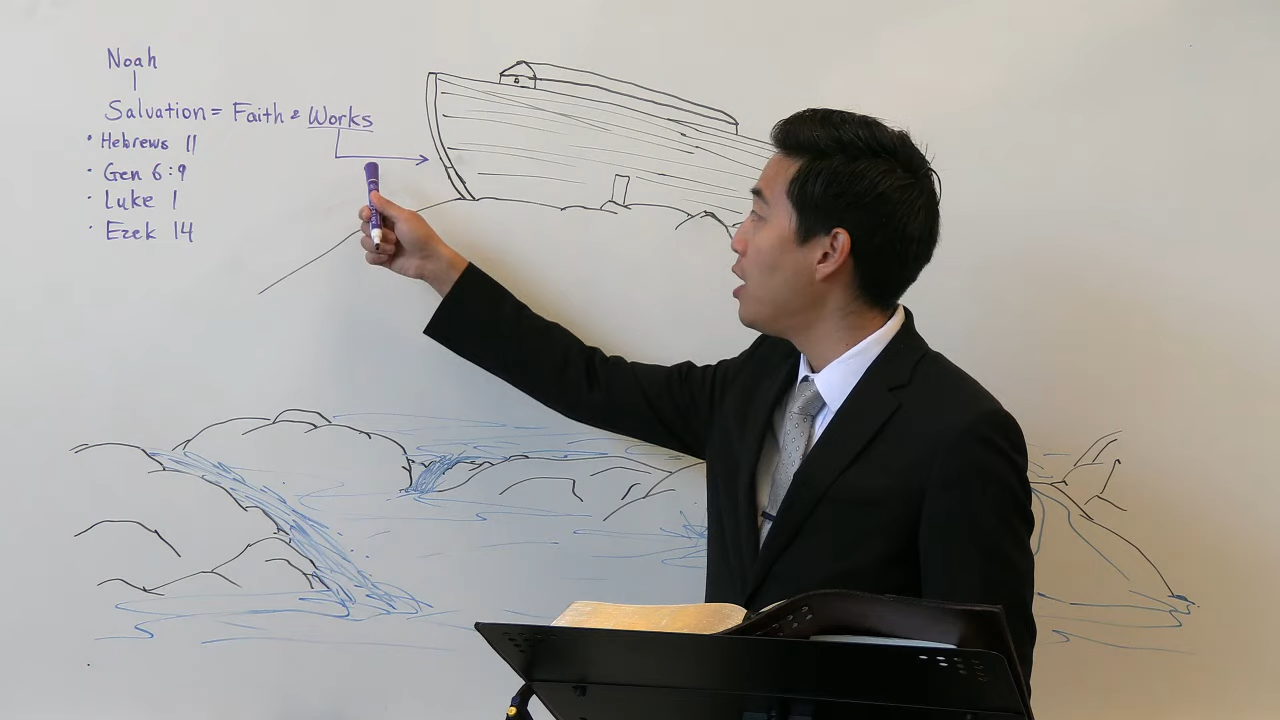 Noah
Salvation = Faith & Works
• Hebrews 11
• Gen 6:9
• Luke 1
• Ezek 14